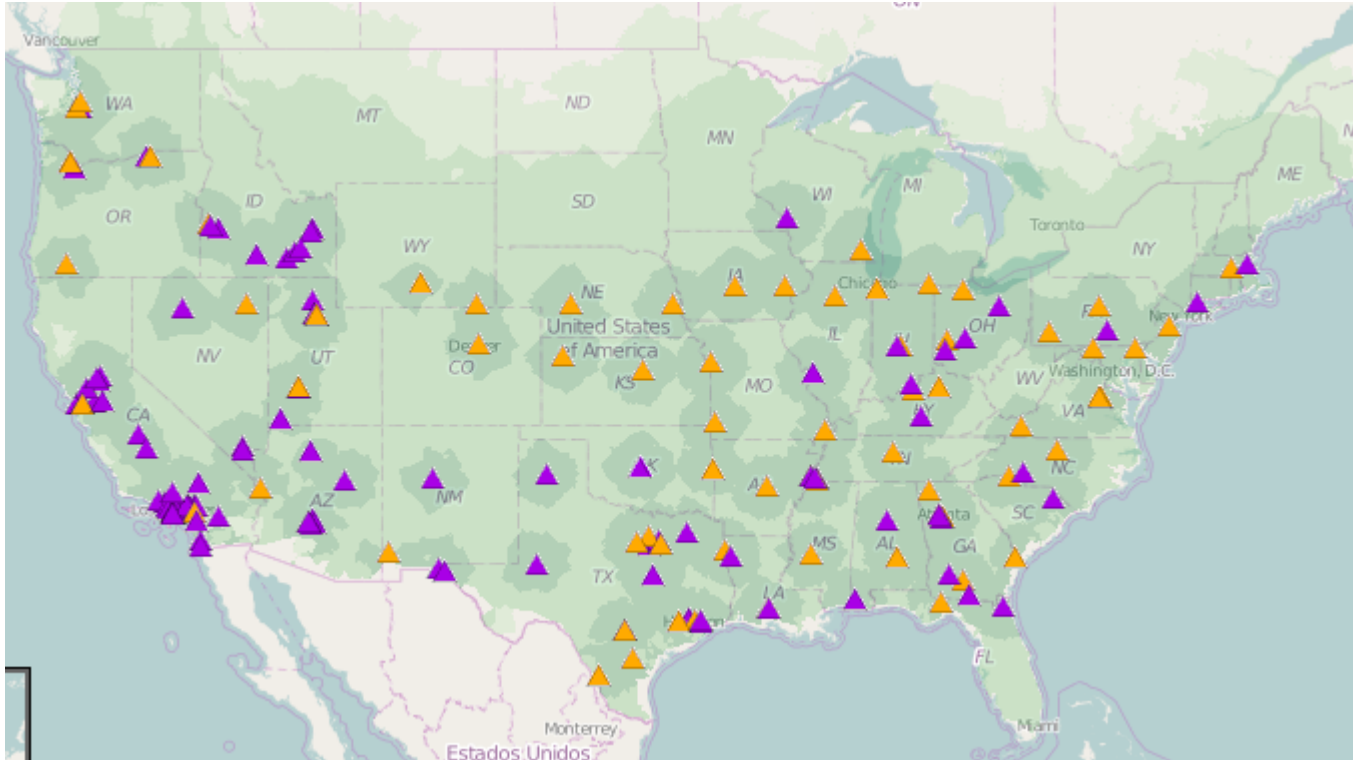 ON
Vancouver
WA
MT
ND
MN
WI
MI
ME
OR
ID
SD
WY
Toronto
NY
IA
Chicago
NE
United States
of America
NV
UT
Denver
CO
KS
MO
IL
OH
New York
Washington, D.C.
WV
VA
CA
KY
NC
AZ
NM
SC
Atlanta
TX
MS
AL
GA
LA
FL
Monterrey
Estados Unidos
Miami